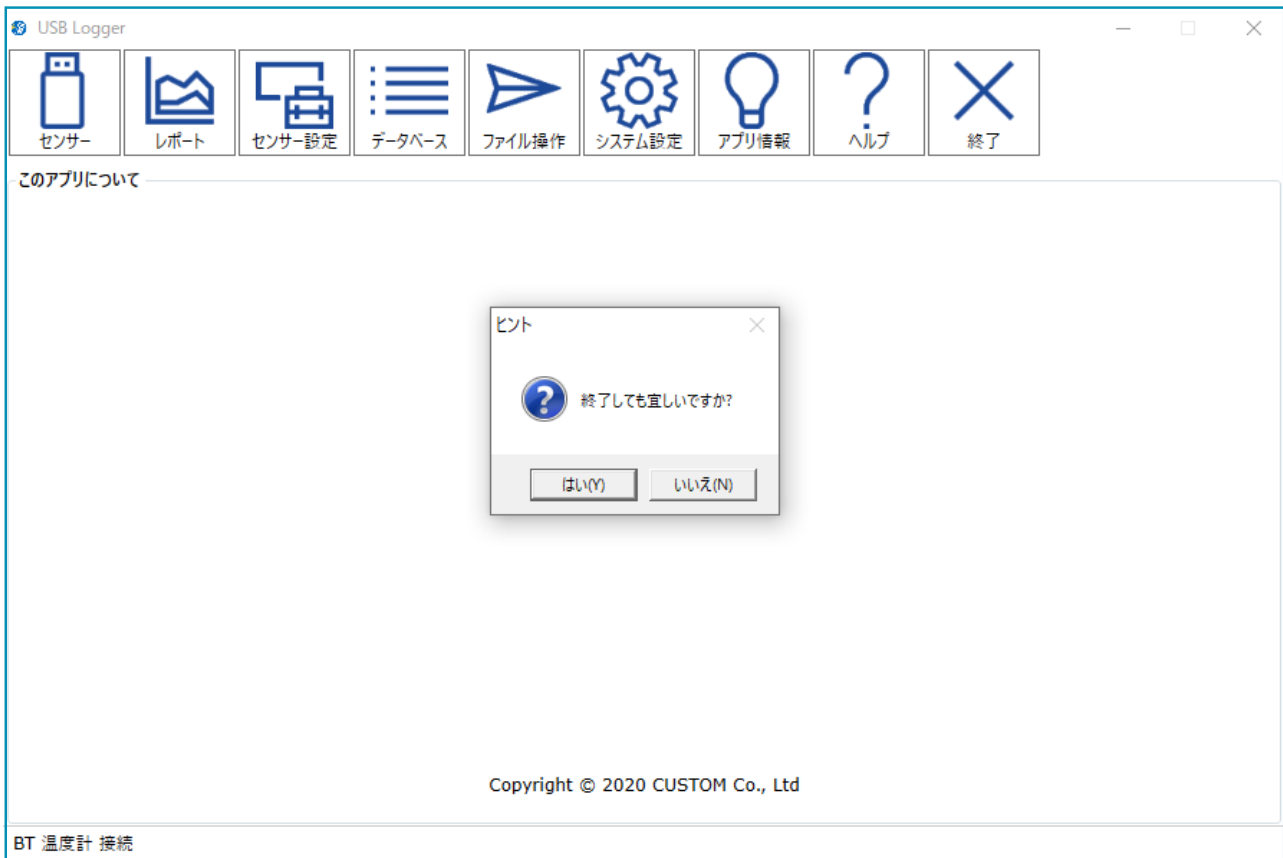 USB Logger
センサー
レポート
センサー設定
データベース
ファイル操作
システム設定
アプリ情報
ヘルプ
終了
このアプリについて
ヒント
終了しても宜しいですか?
はい(Y)
いいえ(N)
Copyright © 2020 CUSTOM Co., Ltd
BT 温度計 接続